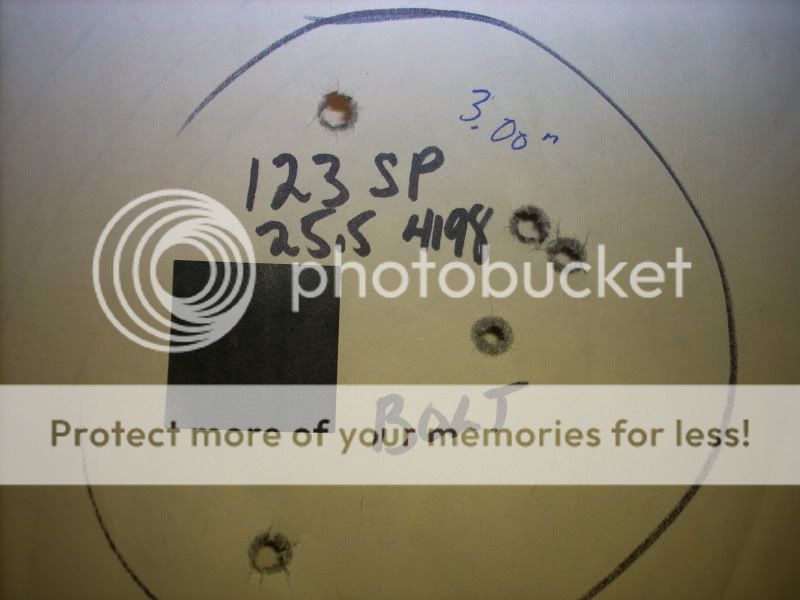 3.00"
123 SP
25.5 4198
photobucket
BOLT
Protect more of your memories for less!